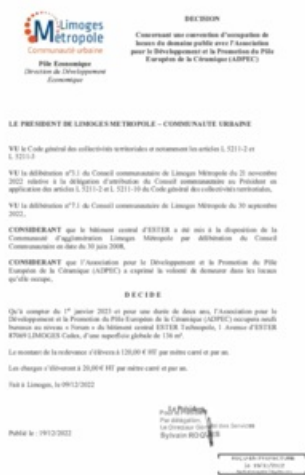 Limoges
Métropole
Communauté urbaine
Pôle Economique
Direction du Développement
Economique
DECISION
Concernant une convention d'occupation de
locaux du domaine public avec l'Association
pour le Développement et la Promotion du Pôle
Européen de la Céramique (ADPEC)
LE PRÉSIDENT DE LIMOGES METROPOLE – COMMUNAUTE URBAINE
VU le Code général des collectivités territoriales et notamment les articles L 5211-2 et
L 5211-3
VU la délibération n°3.1 du Conseil communautaire de Limoges Métropole du 21 novembre
2022 relative à la délégation d'attribution du Conseil communautaire au Président en
application des articles L 5211-2 et L 5211-10 du Code général des collectivités territoriales,
VU la délibération n°7.1 du Conseil communautaire de Limoges Métropole du 30 septembre
2022,
CONSIDERANT que le bâtiment central d'ESTER a été mis à la disposition de la
Communauté d'agglomération Limoges Métropole par délibération du Conseil
Communautaire en date du 30 juin 2008,
CONSIDERANT que l'Association pour le Développement et la Promotion du Pôle
Européen de la Céramique (ADPEC) a exprimé la volonté de demeurer dans les locaux
qu'elle occupe,
DECIDE
Qu'à compter du 1er janvier 2023 et pour une durée de deux ans, l'Association pour le
Développement et la Promotion du Pôle Européen de la Céramique (ADPEC) occupera neufs
bureaux au niveau « Forum » du bâtiment central ESTER Technopole, 1 Avenue d'ESTER
87069 LIMOGES Cedex, d'une superficie globale de 136 m².
Le montant de la redevance s'élèvera à 120,00 € HT par mètre carré et par an.
Les charges s'élèveront à 20,00 € HT par mètre carré et par an.
Fait à Limoges, le 09/12/2022
Le Président
Par délégation,
Le Directeur Général des Services
Sylvain ROQUES
Publié le : 19/12/2022